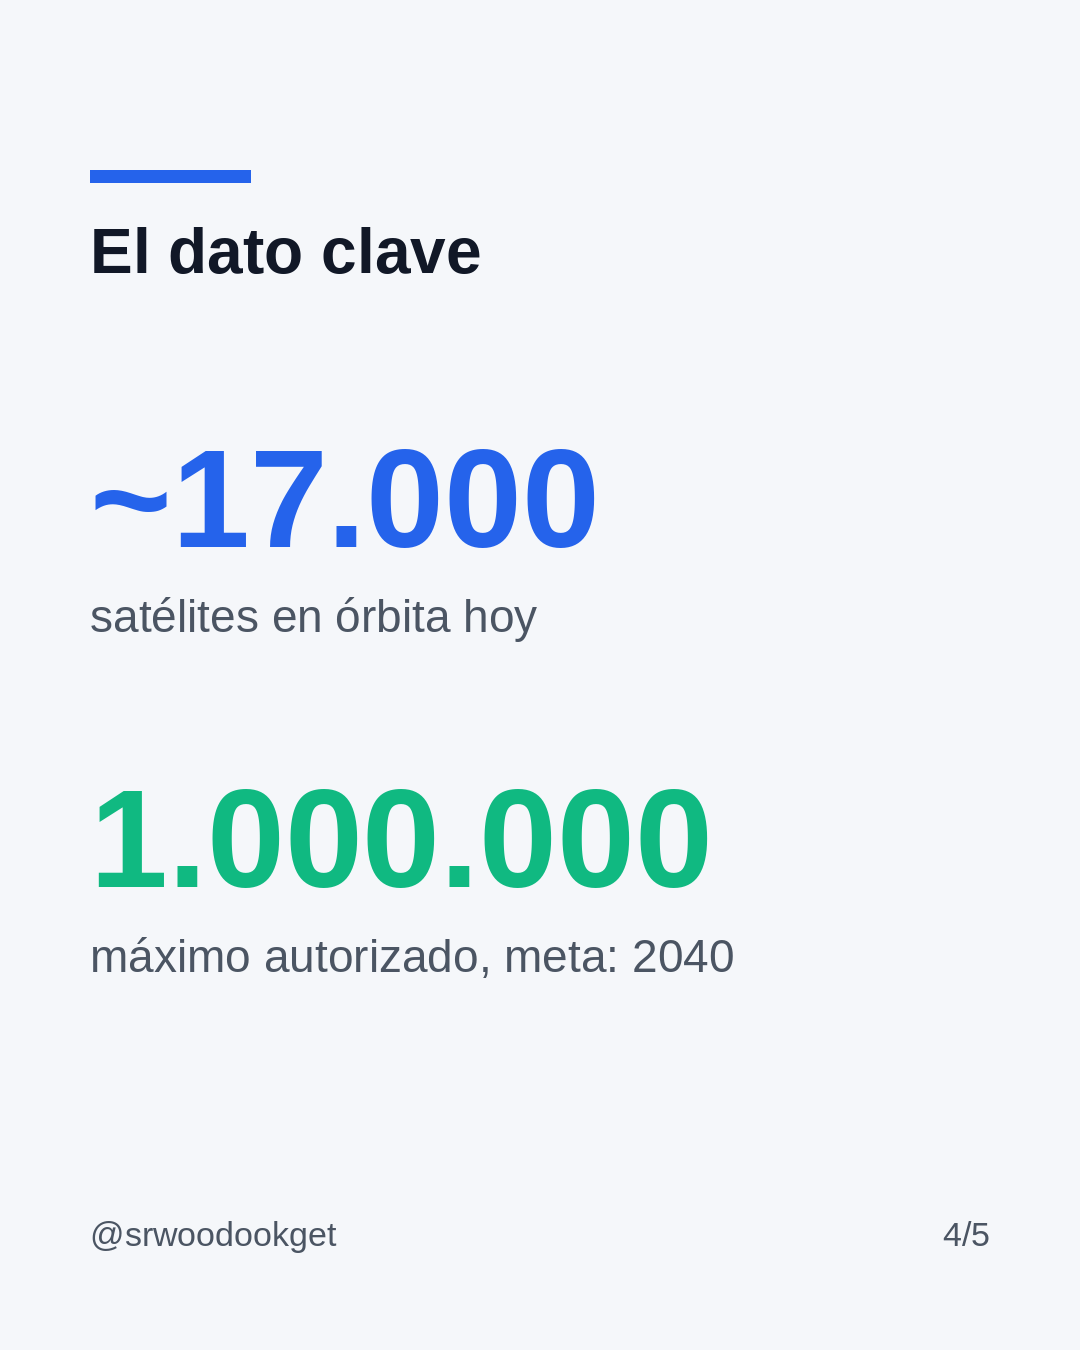 El dato clave
~17.000
satélites en órbita hoy
1.000.000
máximo autorizado, meta: 2040
@srwoodookget
4/5